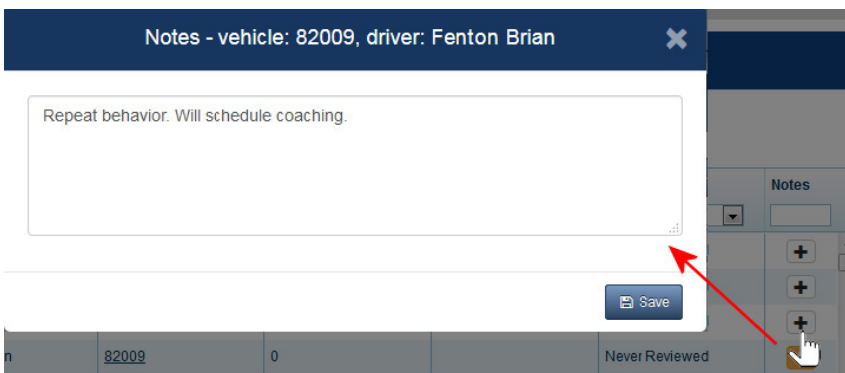 Notes - vehicle: 82009, driver: Fenton Brian
Repeat behavior. Will schedule coaching.
Notes
Save
n 82009 0 Never Reviewed